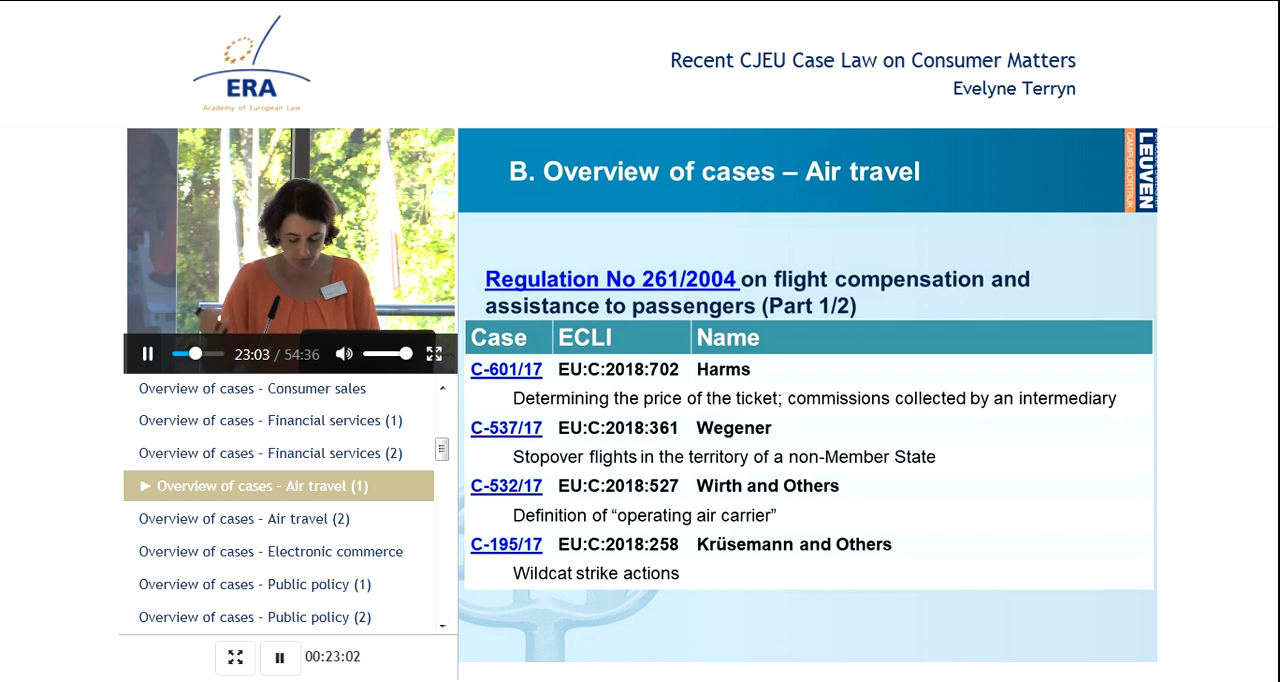 ERA
Academy of European Law
Recent CJEU Case Law on Consumer Matters
Evelyne Terryn
B. Overview of cases – Air travel
LEUVEN
CAMPUS KORTRIJK
Regulation No 261/2004 on flight compensation and
assistance to passengers (Part 1/2)
Case ECLI Name
C-601/17 EU:C:2018:702 Harms
Determining the price of the ticket; commissions collected by an intermediary
C-537/17 EU:C:2018:361 Wegener
Stopover flights in the territory of a non-Member State
C-532/17 EU:C:2018:527 Wirth and Others
Definition of “operating air carrier”
C-195/17 EU:C:2018:258 Krüsemann and Others
Wildcat strike actions
23:03 / 54:36
Overview of cases - Consumer sales
Overview of cases - Financial services (1)
Overview of cases - Financial services (2)
► Overview of cases - Air travel (1)
Overview of cases - Air travel (2)
Overview of cases - Electronic commerce
Overview of cases - Public policy (1)
Overview of cases - Public policy (2)
00:23:02